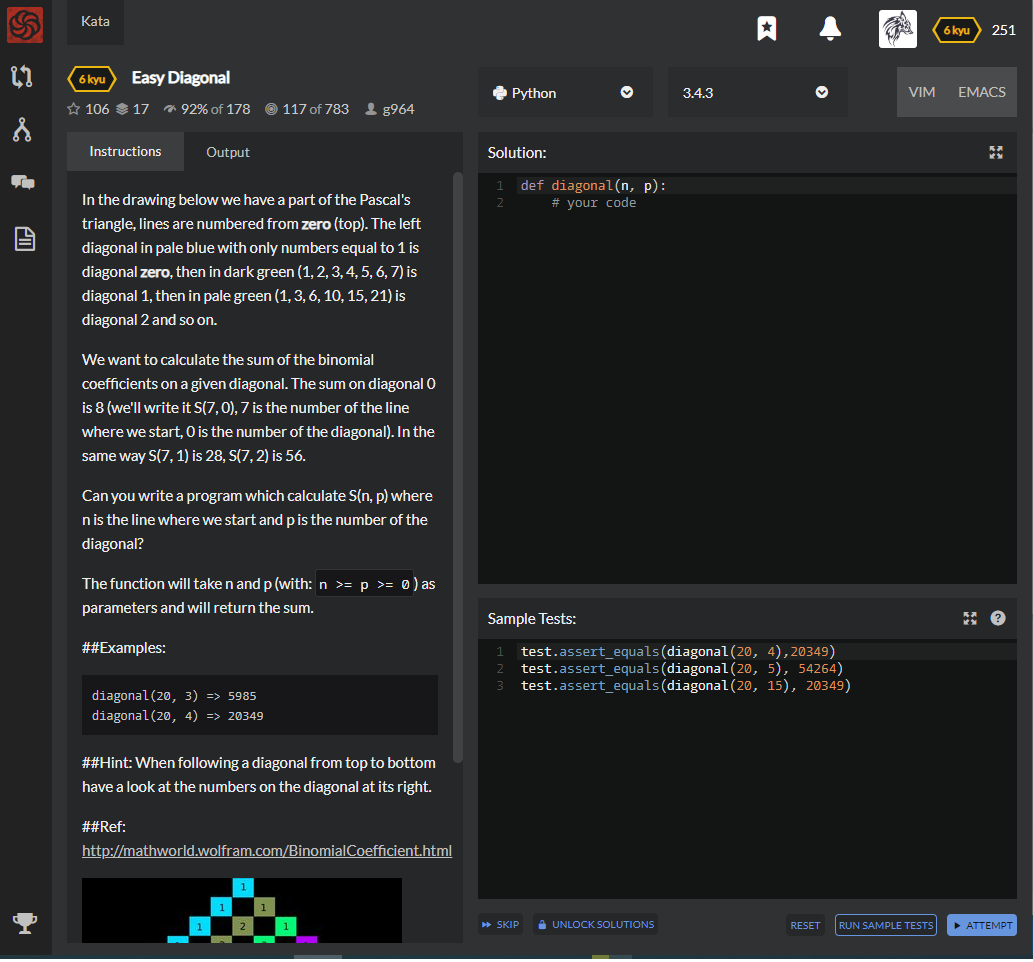 Kata
6 kyu
251
6 kyu Easy Diagonal
106 17 92% of 178 117 of 783 g964
Python
3.4.3
VIM EMACS
Instructions Output
In the drawing below we have a part of the Pascal's
triangle, lines are numbered from zero (top). The left
diagonal in pale blue with only numbers equal to 1 is
diagonal zero, then in dark green (1, 2, 3, 4, 5, 6, 7) is
diagonal 1, then in pale green (1, 3, 6, 10, 15, 21) is
diagonal 2 and so on.
We want to calculate the sum of the binomial
coefficients on a given diagonal. The sum on diagonal 0
is 8 (we'll write it S(7, 0), 7 is the number of the line
where we start, 0 is the number of the diagonal). In the
same way S(7, 1) is 28, S(7, 2) is 56.
Can you write a program which calculate S(n, p) where
n is the line where we start and p is the number of the
diagonal?
The function will take n and p (with: n >= p >= 0) as
parameters and will return the sum.
##Examples:
diagonal(20, 3) => 5985
diagonal(20, 4) => 20349
##Hint: When following a diagonal from top to bottom
have a look at the numbers on the diagonal at its right.
##Ref:
http://mathworld.wolfram.com/BinomialCoefficient.html
1
1 1
1 2 1
Solution:
1 def diagonal(n, p):
2 # your code
Sample Tests:
1 test.assert_equals(diagonal(20, 4),20349)
2 test.assert_equals(diagonal(20, 5), 54264)
3 test.assert_equals(diagonal(20, 15), 20349)
SKIP UNLOCK SOLUTIONS RESET RUN SAMPLE TESTS ATTEMPT